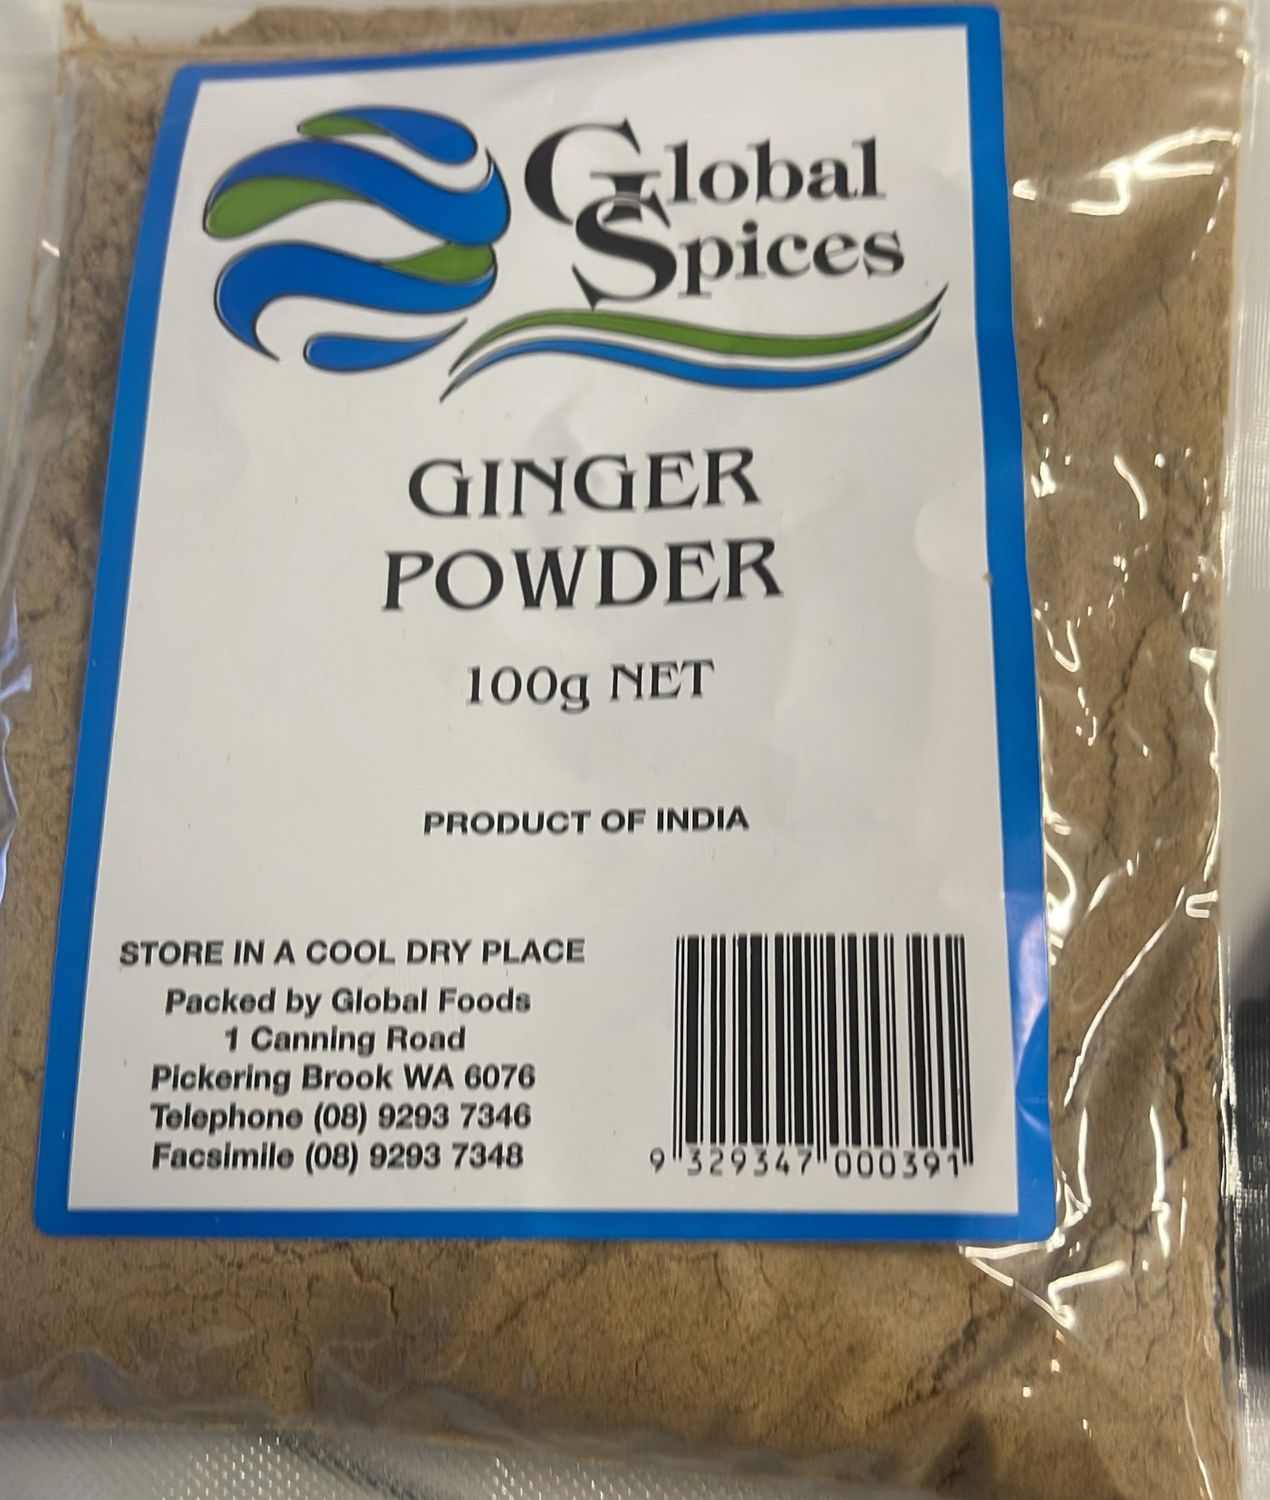 Global
Spices
GINGER
POWDER
100g NET
PRODUCT OF INDIA
STORE IN A COOL DRY PLACE
Packed by Global Foods
1 Canning Road
Pickering Brook WA 6076
Telephone (08) 9293 7346
Facsimile (08) 9293 7348
9 329347 000391